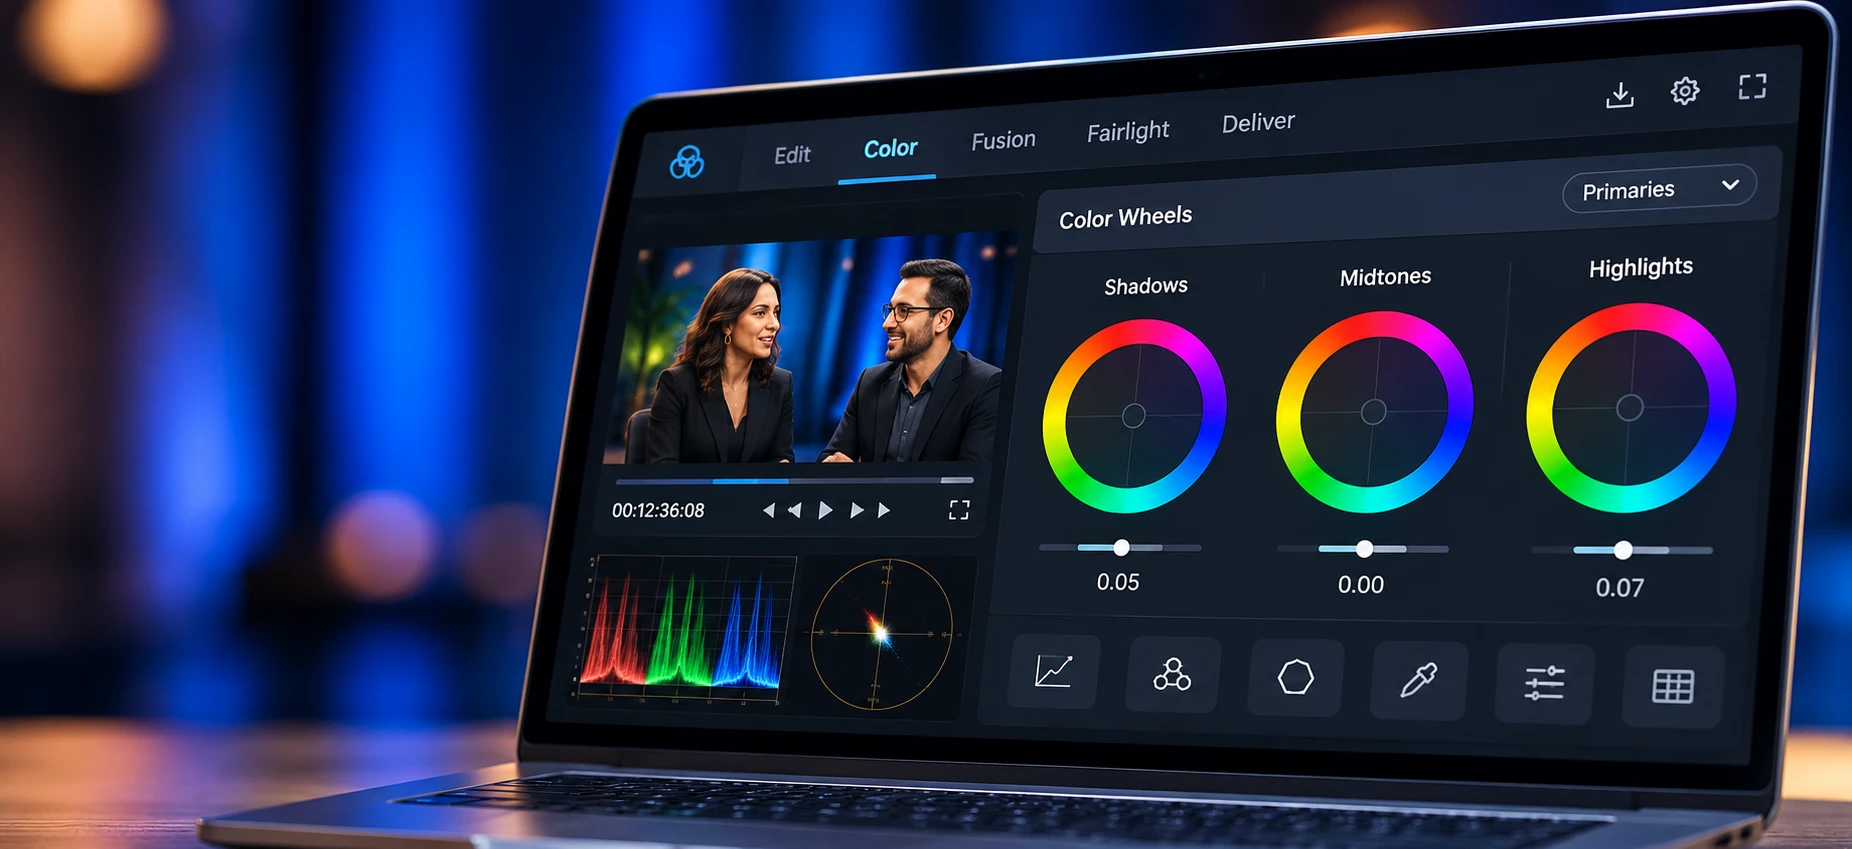 Edit
Color
Fusion
Fairlight
Deliver
Color Wheels
Primaries
Shadows
Midtones
Highlights
00:12:36:08
0.05
0.00
0.07